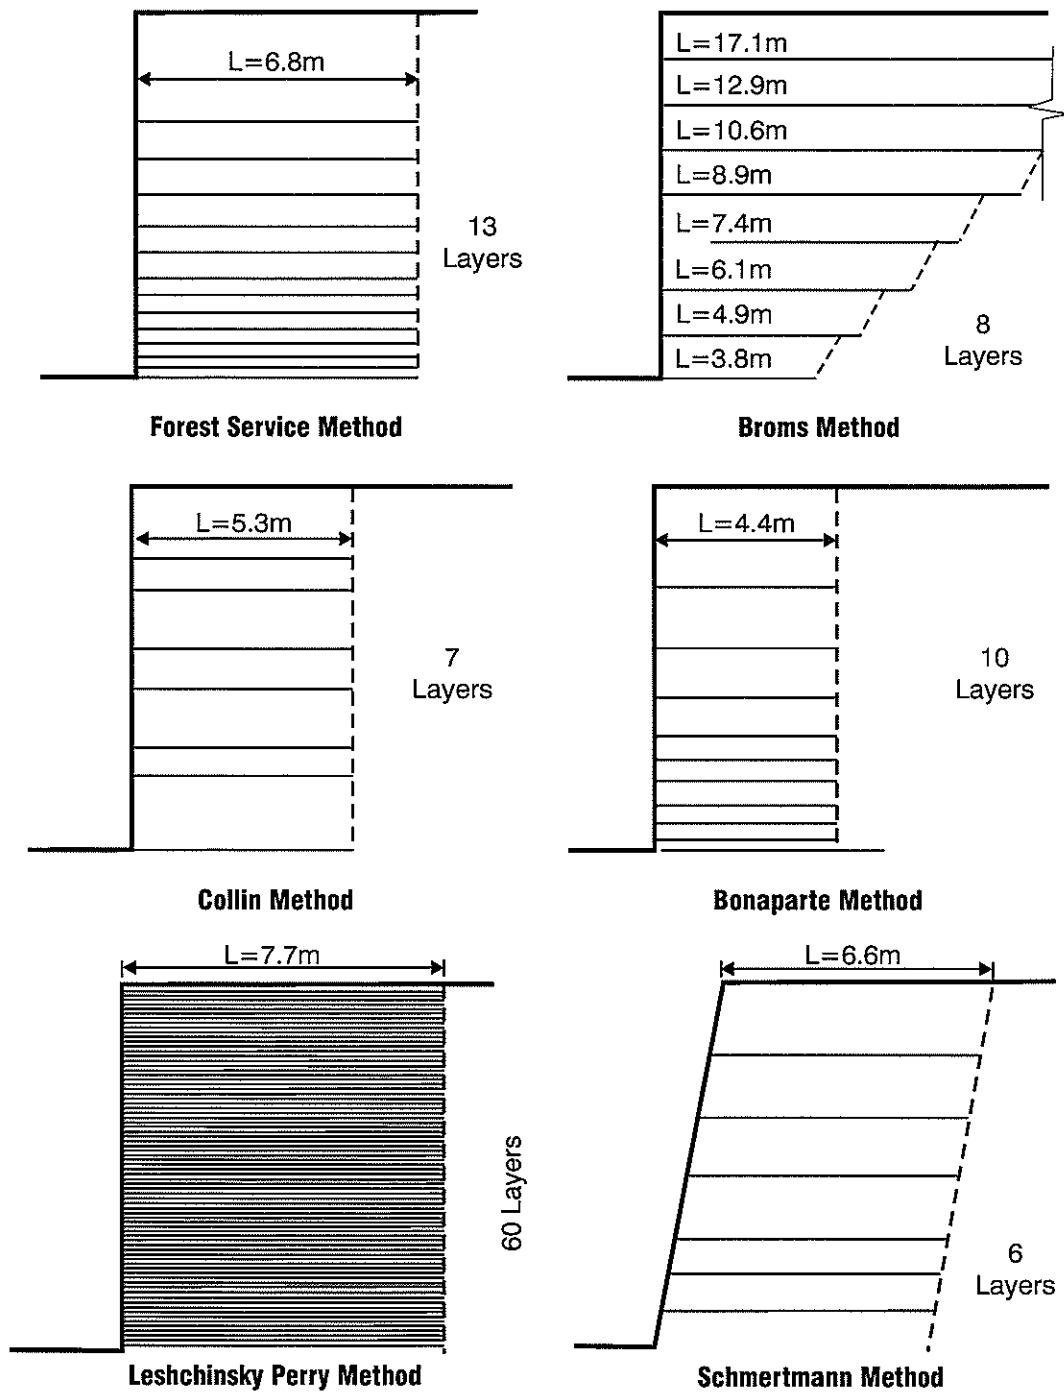 L=6.8m
13
Layers
Forest Service Method
L=17.1m
L=12.9m
L=10.6m
L=8.9m
L=7.4m
L=6.1m
L=4.9m
L=3.8m
8
Layers
Broms Method
L=5.3m
7
Layers
Collin Method
L=4.4m
10
Layers
Bonaparte Method
L=7.7m
60 Layers
Leshchinsky Perry Method
L=6.6m
6
Layers
Schmertmann Method